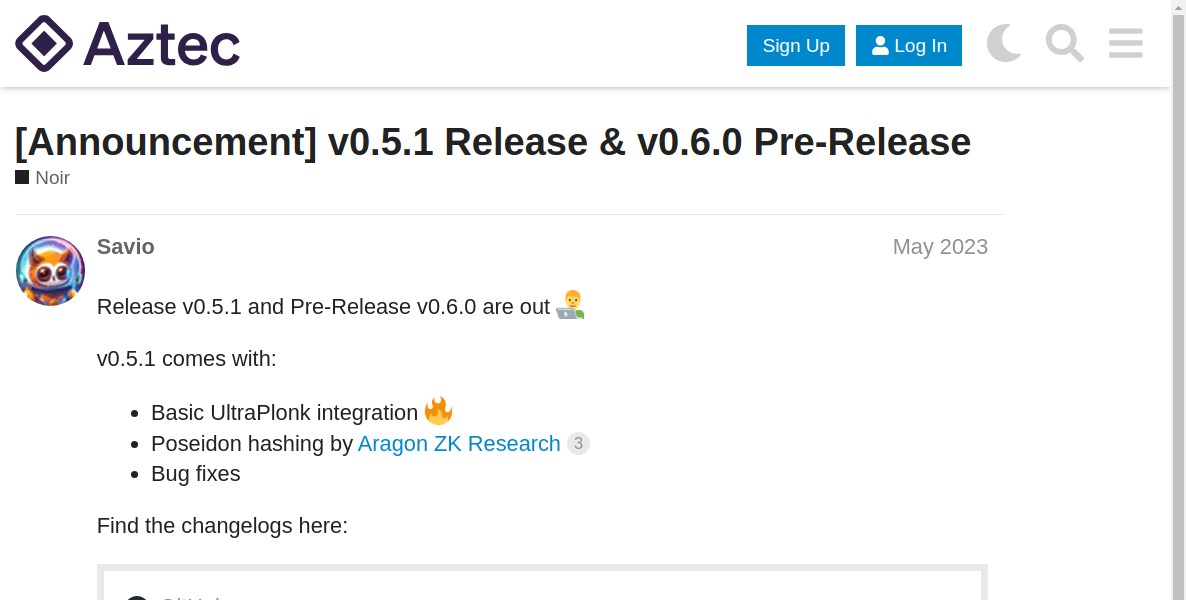 Aztec
Sign Up
Log In
[Announcement] v0.5.1 Release & v0.6.0 Pre-Release
Noir
Savio
May 2023
Release v0.5.1 and Pre-Release v0.6.0 are out
v0.5.1 comes with:
Basic UltraPlonk integration
Poseidon hashing by Aragon ZK Research 3
Bug fixes
Find the changelogs here: